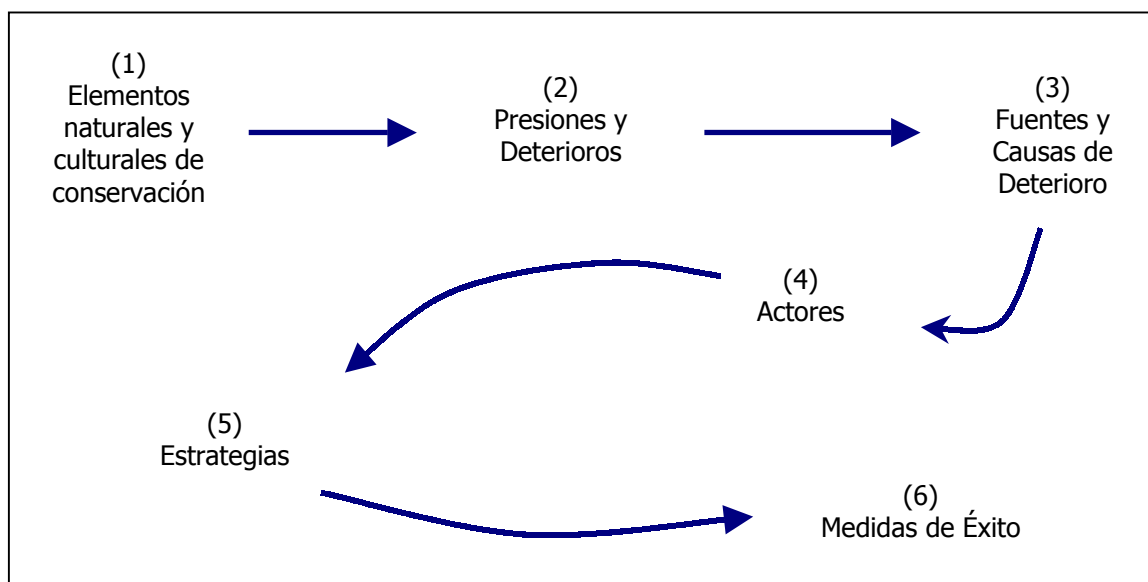 (1)
Elementos
naturales y
culturales de
conservación
(2)
Presiones y
Deterioros
(3)
Fuentes y
Causas de
Deterioro
(4)
Actores
(5)
Estrategias
(6)
Medidas de Éxito